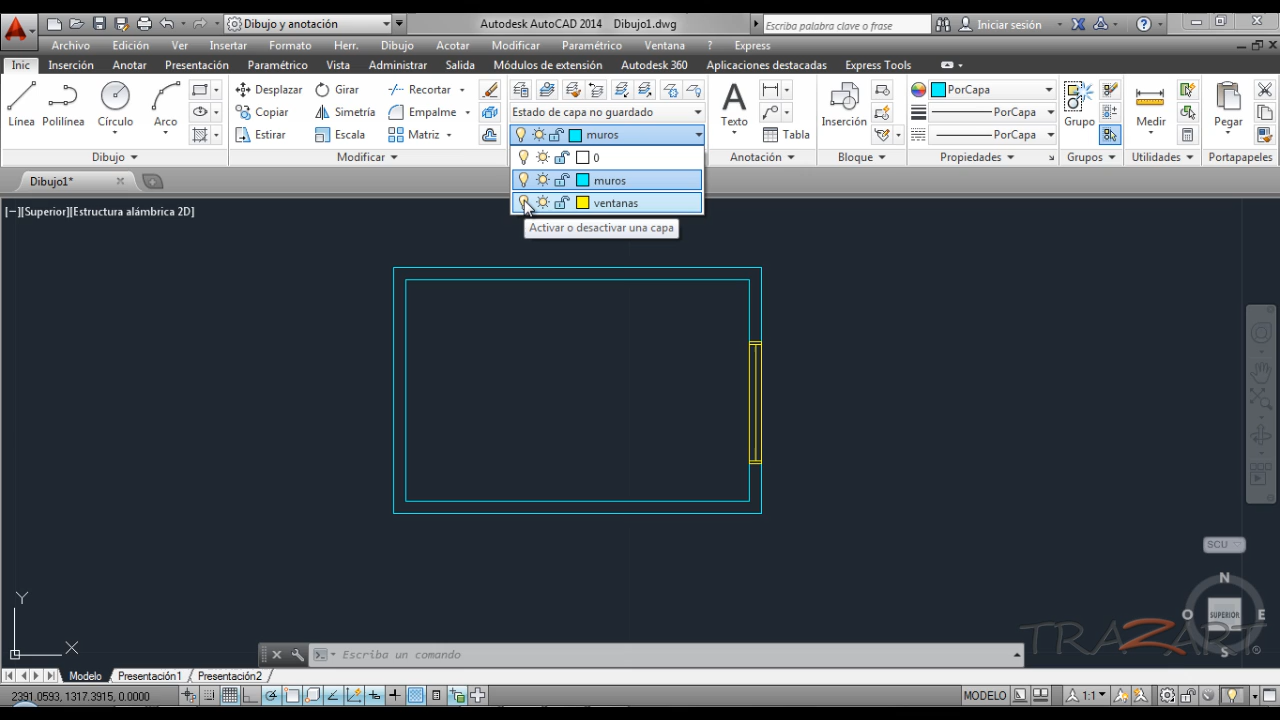 Dibujo y anotación
Autodesk AutoCAD 2014 Dibujo1.dwg
Escriba palabra clave o frase
Iniciar sesión
Archivo Edición Ver Insertar Formato Herr. Dibujo Acotar Modificar Paramétrico Ventana ? Express
Inic Inserción Anotar Presentación Paramétrico Vista Administrar Salida Módulos de extensión Autodesk 360 Aplicaciones destacadas Express Tools
Línea Polilínea Círculo Arco
Desplazar Girar Recortar
Copiar Simetría Empalme
Estirar Escala Matriz
Estado de capa no guardado
muros
0
muros
ventanas
Activar o desactivar una capa
Texto
Tabla
Inserción
PorCapa
PorCapa
PorCapa
Grupo
Medir
Pegar
Dibujo Modificar Anotación Bloque Propiedades Grupos Utilidades Portapapeles
Dibujo1*
[−][Superior][Estructura alámbrica 2D]
SCU
N
O SUPERIOR E
S
TRAZART ®
Y
X
Escriba un comando
Modelo Presentación1 Presentación2
2391.0593, 1317.3915, 0.0000
MODELO
1:1